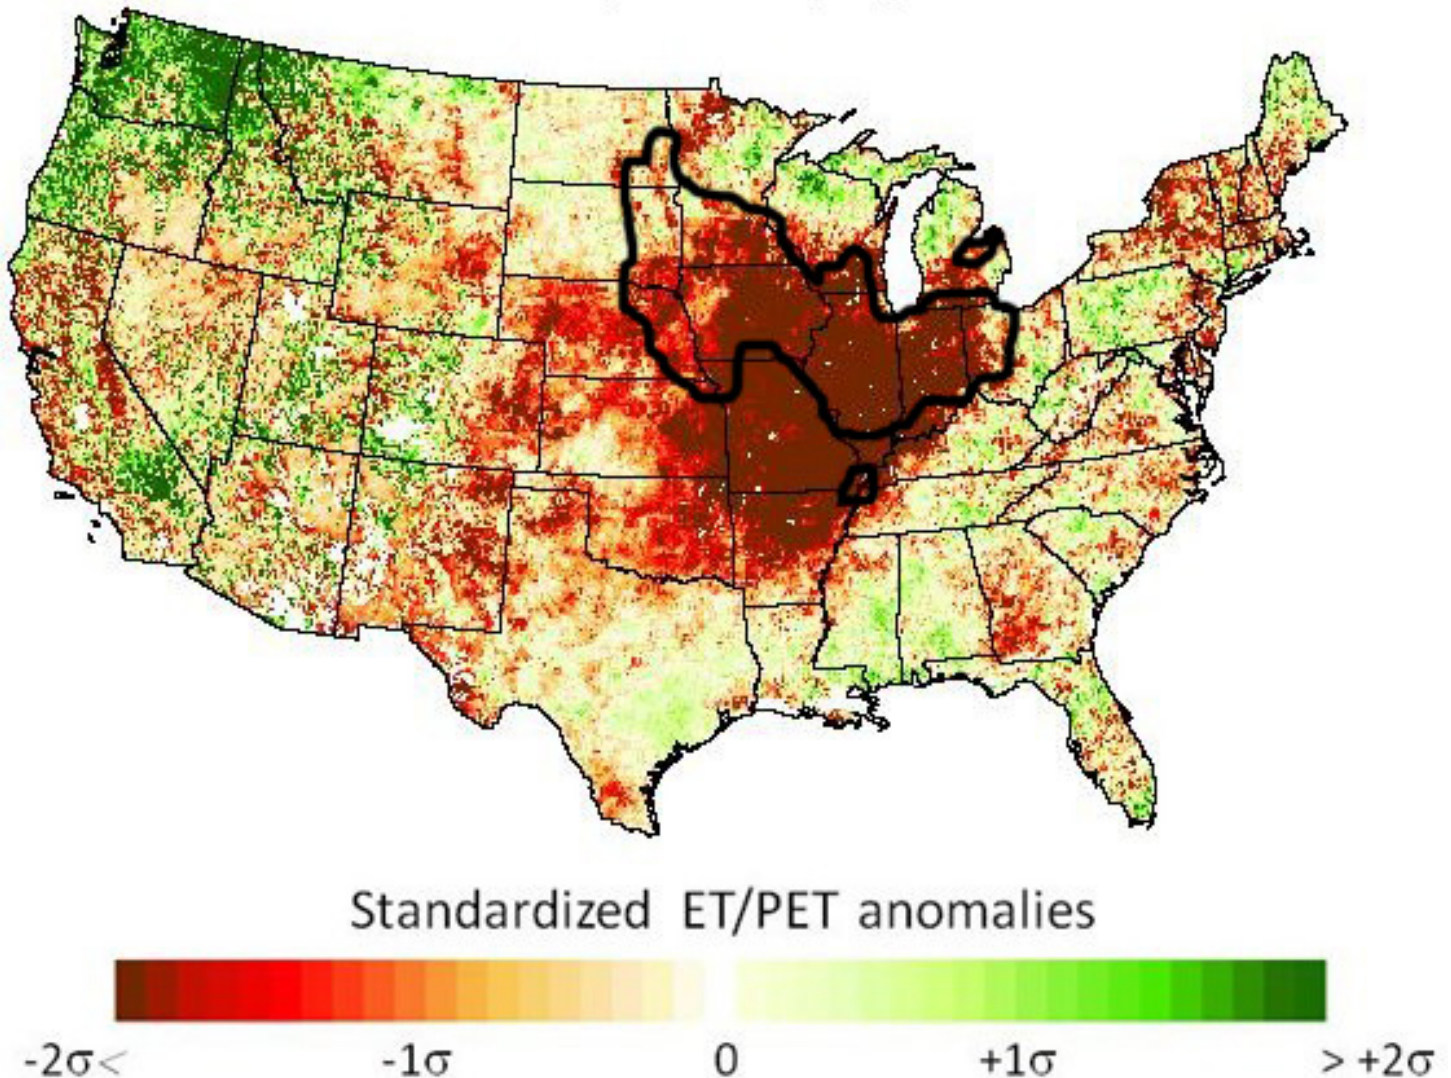 Standardized ET/PET anomalies
-2σ< -1σ 0 +1σ > +2σ